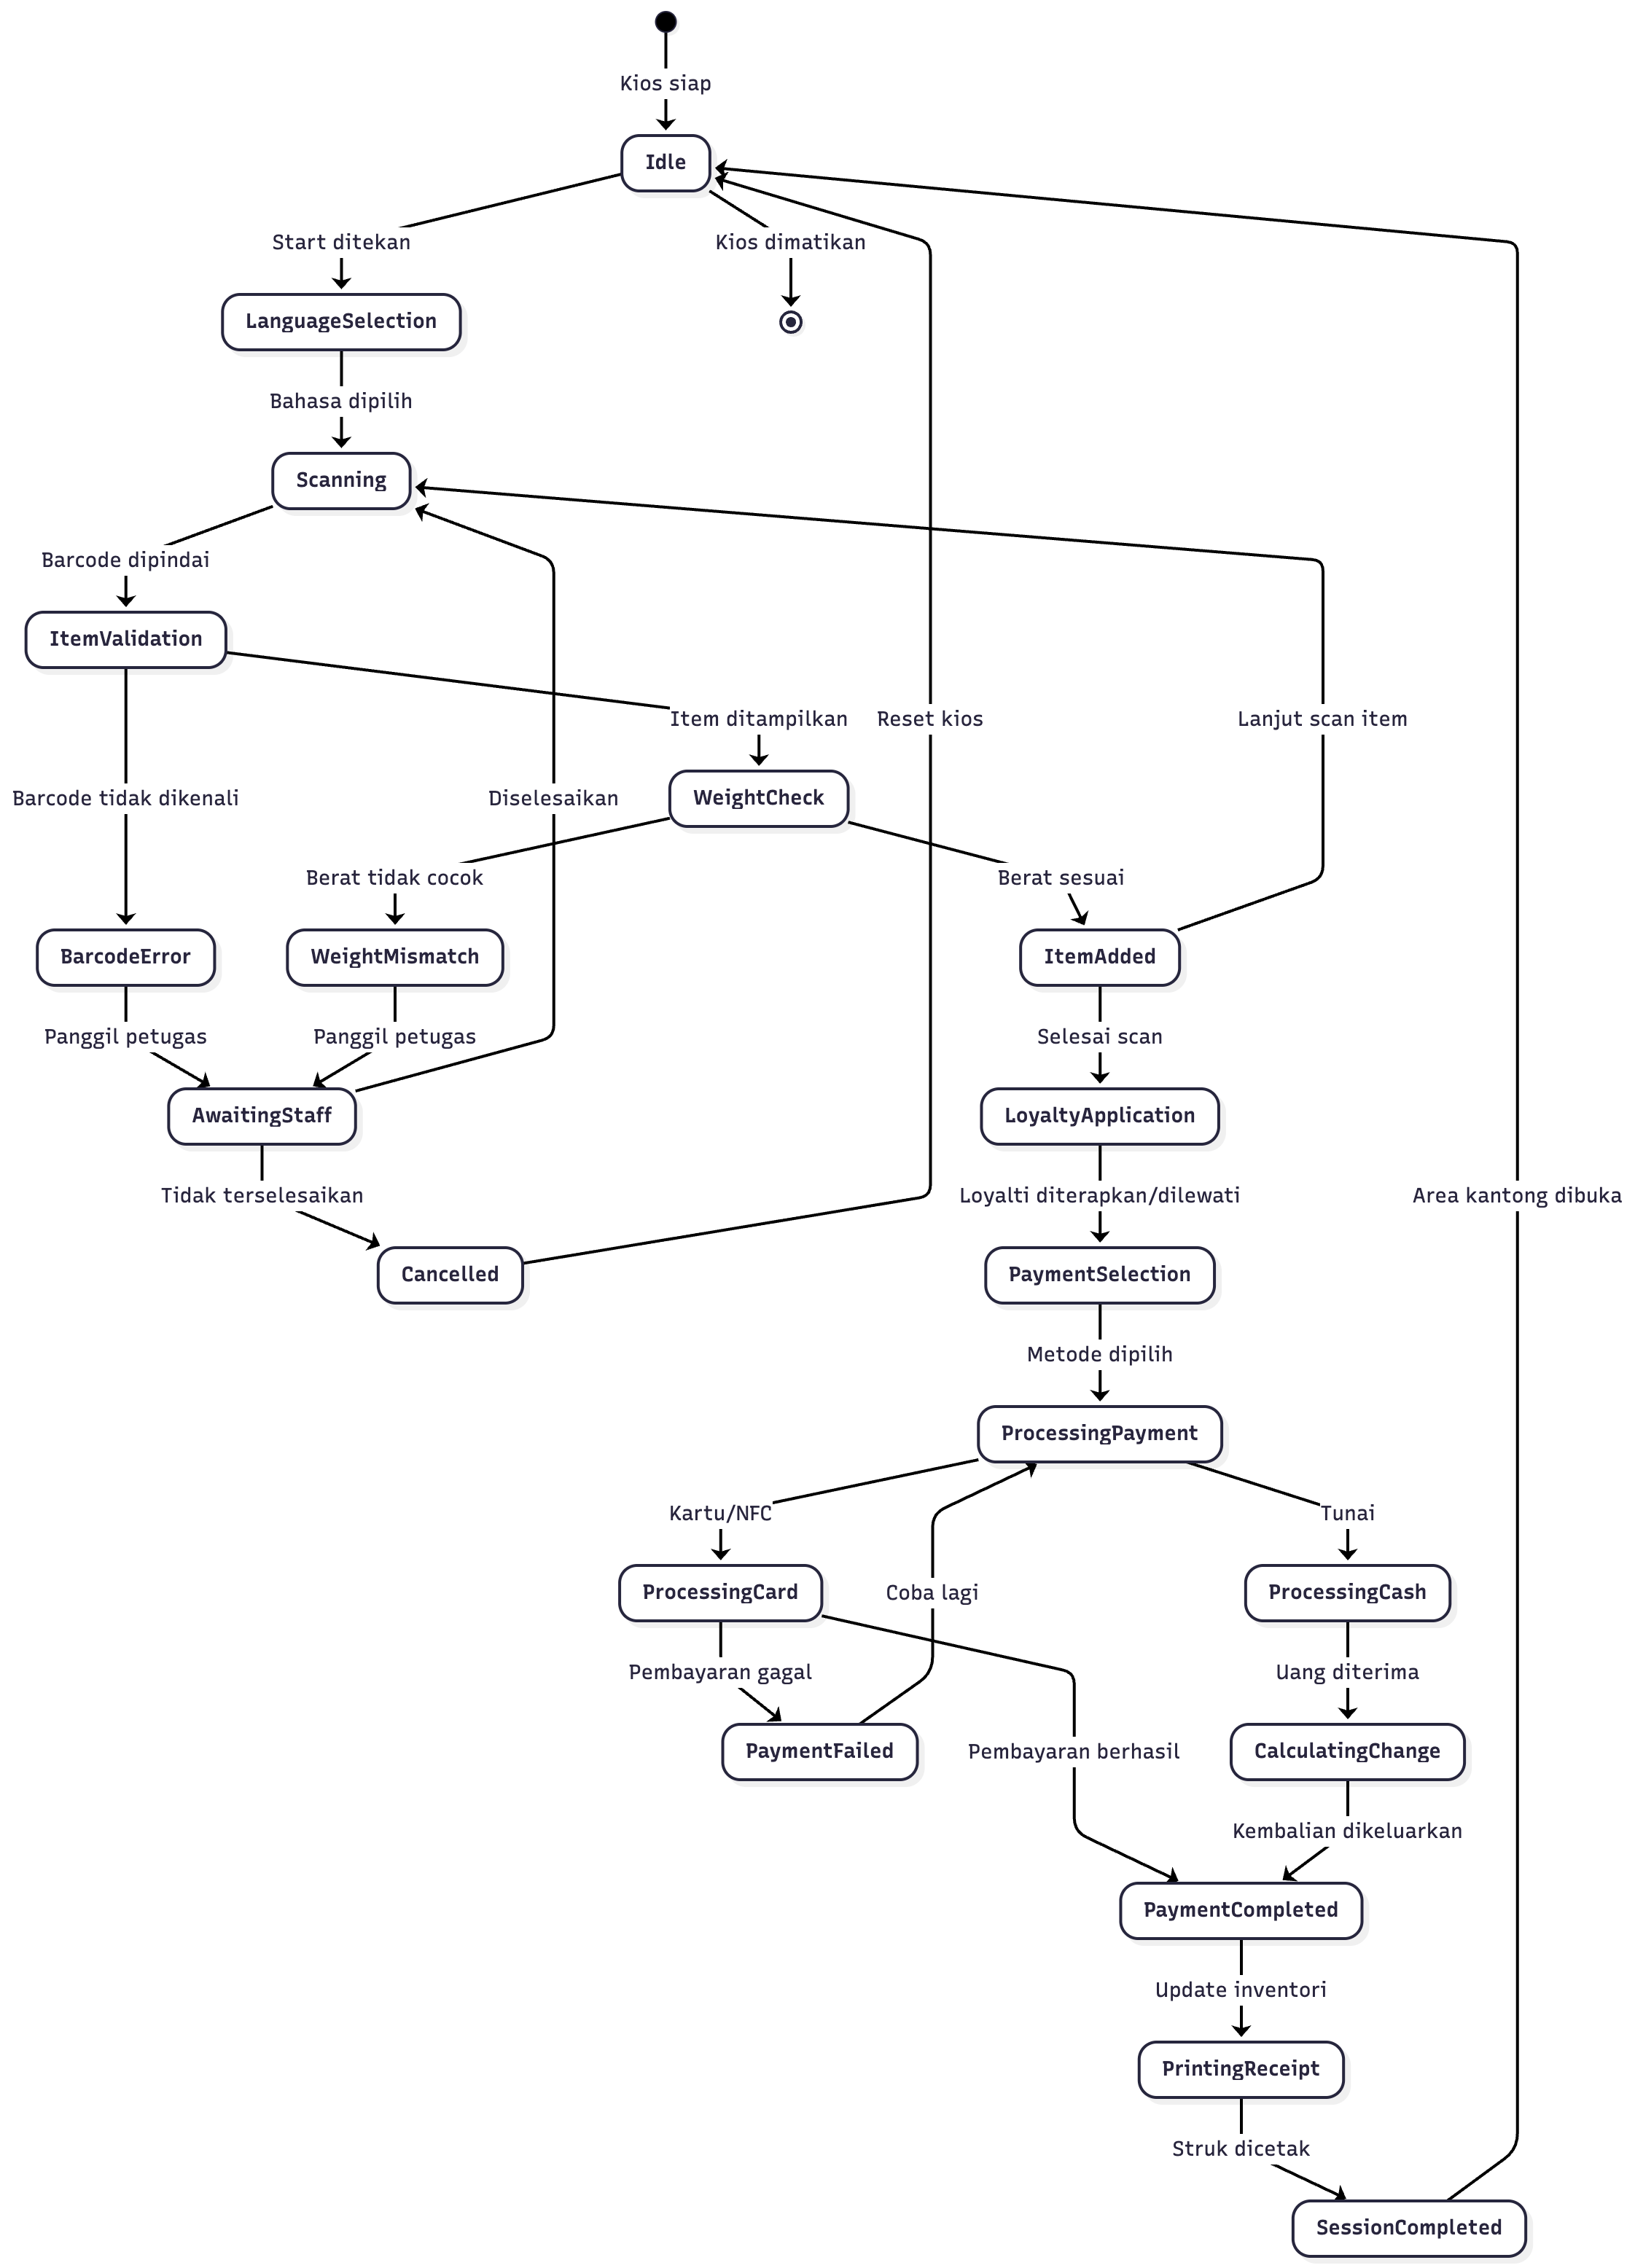 Kios siap
Idle
Start ditekan
Kios dimatikan
LanguageSelection
Bahasa dipilih
Scanning
Barcode dipindai
ItemValidation
Item ditampilkan
Reset kios
Lanjut scan item
Barcode tidak dikenali
Diselesaikan
WeightCheck
Berat tidak cocok
Berat sesuai
BarcodeError
WeightMismatch
ItemAdded
Panggil petugas
Panggil petugas
Selesai scan
AwaitingStaff
LoyaltyApplication
Tidak terselesaikan
Loyalti diterapkan/dilewati
Area kantong dibuka
Cancelled
PaymentSelection
Metode dipilih
ProcessingPayment
Kartu/NFC
Tunai
ProcessingCard
Coba lagi
ProcessingCash
Pembayaran gagal
Uang diterima
PaymentFailed
Pembayaran berhasil
CalculatingChange
Kembalian dikeluarkan
PaymentCompleted
Update inventori
PrintingReceipt
Struk dicetak
SessionCompleted